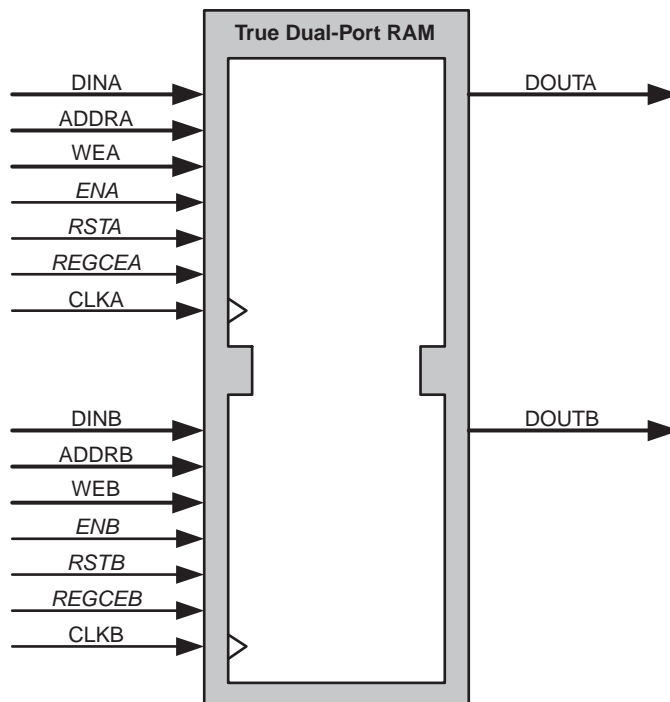 True Dual-Port RAM
DINA
ADDRA
WEA
ENA
RSTA
REGCEA
CLKA
DOUTA
DINB
ADDRB
WEB
ENB
RSTB
REGCEB
CLKB
DOUTB